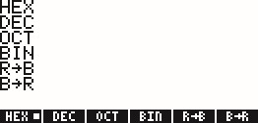 HEX
DEC
OCT
BIN
R→B
B→R
HEX▪ DEC OCT BIN R→B B→R